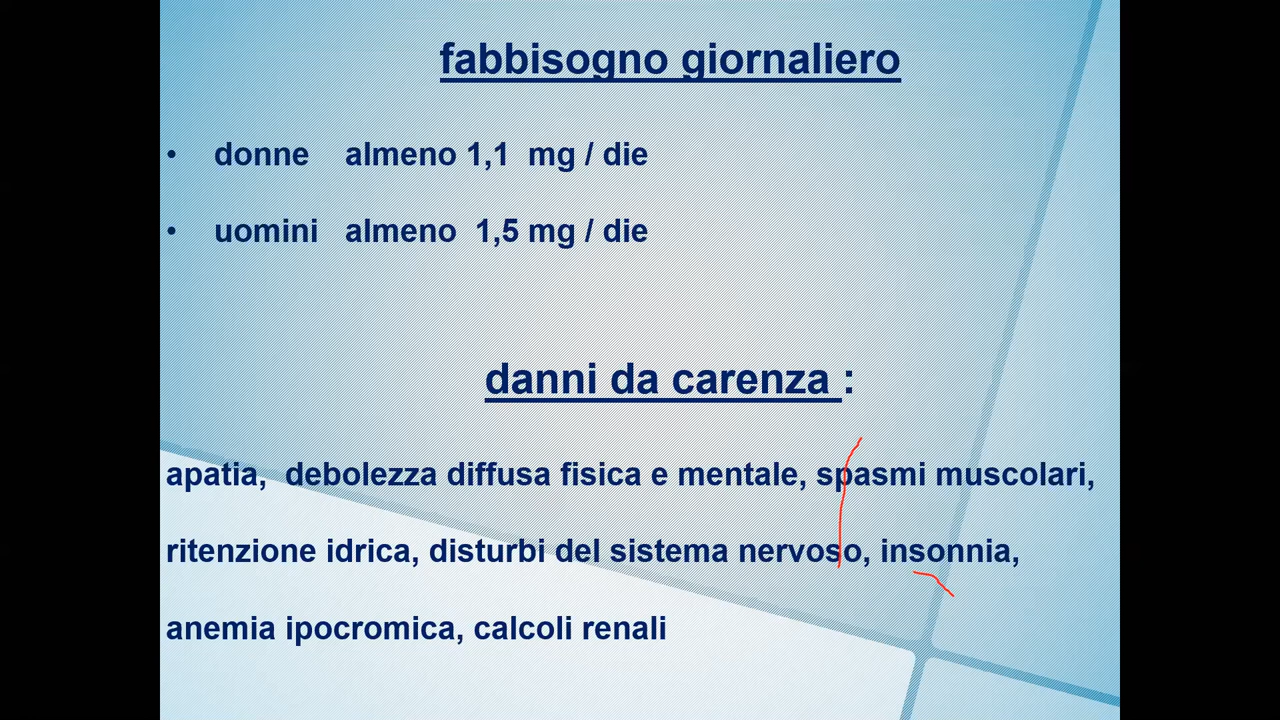 fabbisogno giornaliero
• donne almeno 1,1 mg / die
• uomini almeno 1,5 mg / die
danni da carenza :
apatia, debolezza diffusa fisica e mentale, spasmi muscolari,
ritenzione idrica, disturbi del sistema nervoso, insonnia,
anemia ipocromica, calcoli renali